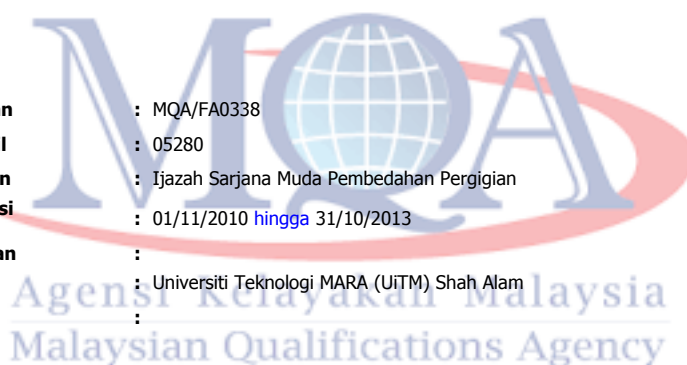 MQA
an : MQA/FA0338
l : 05280
n : Ijazah Sarjana Muda Pembedahan Pergigian
si : 01/11/2010 hingga 31/10/2013
an :
: Universiti Teknologi MARA (UiTM) Shah Alam
:
Agensi Kelayakan Malaysia
Malaysian Qualifications Agency